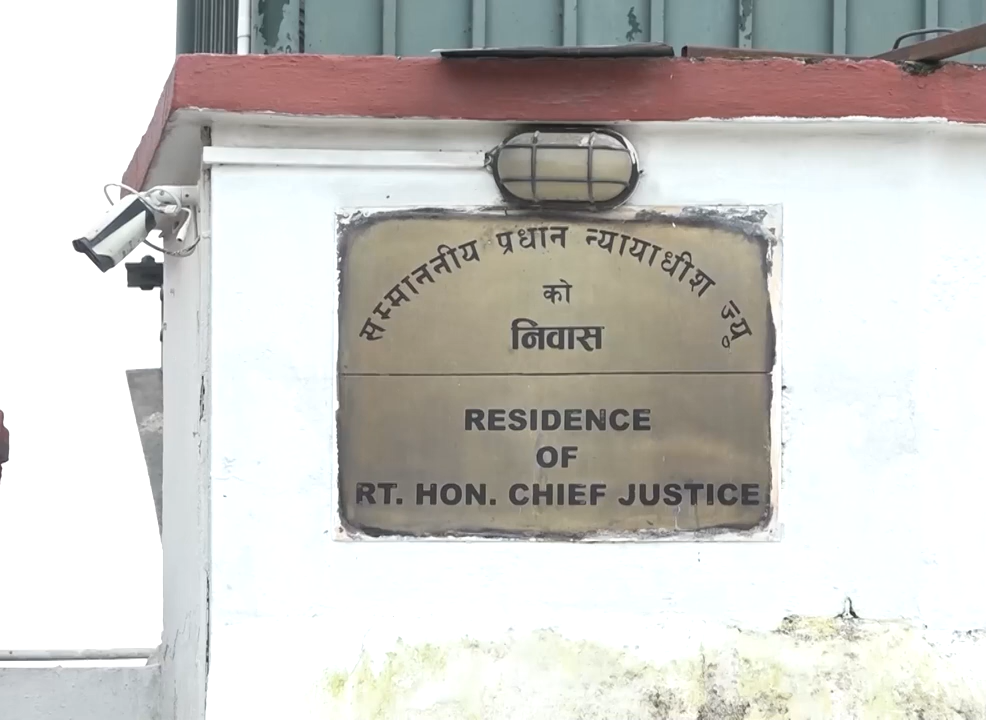 सम्माननीय प्रधान न्यायाधीश ज्यू
को
निवास
RESIDENCE
OF
RT. HON. CHIEF JUSTICE